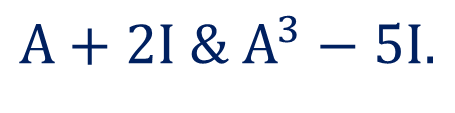 A + 2I & A³ − 5I.